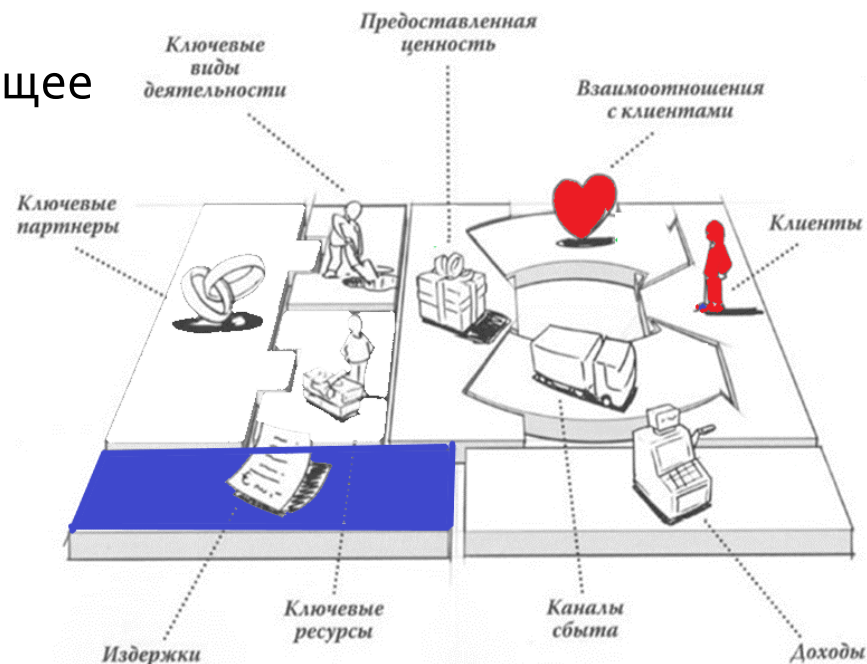 Предоставленная
ценность
Ключевые
виды
деятельности
щее
Взаимоотношения
с клиентами
Ключевые
партнеры
Клиенты
Ключевые
ресурсы
Каналы
сбыта
Издержки
Доходы